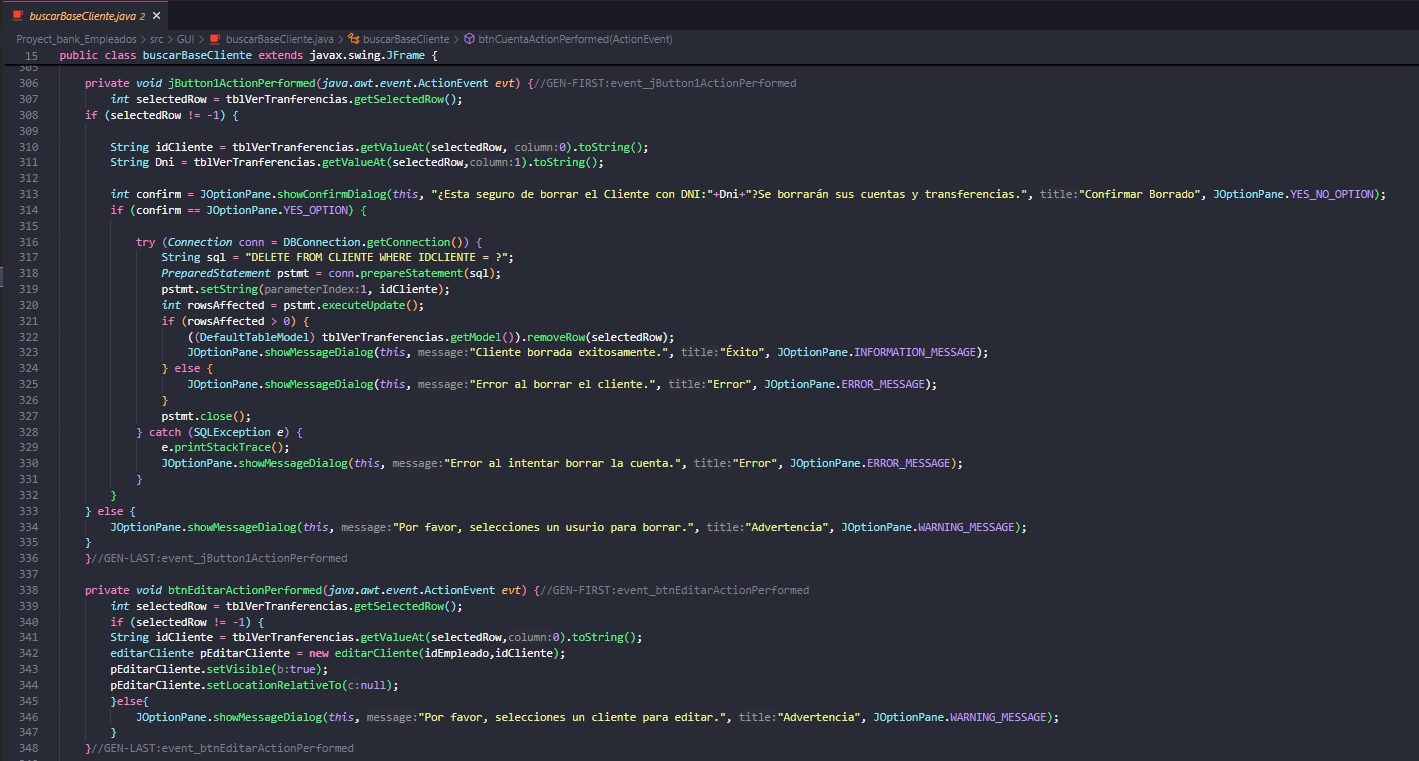 buscarBaseCliente.java 2 ×
Proyect_bank_Empleados > src > GUI > buscarBaseCliente.java > buscarBaseCliente > btnCuentaActionPerformed(ActionEvent)
15 public class buscarBaseCliente extends javax.swing.JFrame {
305
306 private void jButton1ActionPerformed(java.awt.event.ActionEvent evt) {//GEN-FIRST:event_jButton1ActionPerformed
307 int selectedRow = tblVerTranferencias.getSelectedRow();
308 if (selectedRow != -1) {
309
310 String idCliente = tblVerTranferencias.getValueAt(selectedRow, column:0).toString();
311 String Dni = tblVerTranferencias.getValueAt(selectedRow,column:1).toString();
312
313 int confirm = JOptionPane.showConfirmDialog(this, "¿Esta seguro de borrar el Cliente con DNI:"+Dni+"?Se borrarán sus cuentas y transferencias.", title:"Confirmar Borrado", JOptionPane.YES_NO_OPTION);
314 if (confirm == JOptionPane.YES_OPTION) {
315
316 try (Connection conn = DBConnection.getConnection()) {
317 String sql = "DELETE FROM CLIENTE WHERE IDCLIENTE = ?";
318 PreparedStatement pstmt = conn.prepareStatement(sql);
319 pstmt.setString(parameterIndex:1, idCliente);
320 int rowsAffected = pstmt.executeUpdate();
321 if (rowsAffected > 0) {
322 ((DefaultTableModel) tblVerTranferencias.getModel()).removeRow(selectedRow);
323 JOptionPane.showMessageDialog(this, message:"Cliente borrada exitosamente.", title:"Éxito", JOptionPane.INFORMATION_MESSAGE);
324 } else {
325 JOptionPane.showMessageDialog(this, message:"Error al borrar el cliente.", title:"Error", JOptionPane.ERROR_MESSAGE);
326 }
327 pstmt.close();
328 } catch (SQLException e) {
329 e.printStackTrace();
330 JOptionPane.showMessageDialog(this, message:"Error al intentar borrar la cuenta.", title:"Error", JOptionPane.ERROR_MESSAGE);
331 }
332 }
333 } else {
334 JOptionPane.showMessageDialog(this, message:"Por favor, selecciones un usurio para borrar.", title:"Advertencia", JOptionPane.WARNING_MESSAGE);
335 }
336 }//GEN-LAST:event_jButton1ActionPerformed
337
338 private void btnEditarActionPerformed(java.awt.event.ActionEvent evt) {//GEN-FIRST:event_btnEditarActionPerformed
339 int selectedRow = tblVerTranferencias.getSelectedRow();
340 if (selectedRow != -1) {
341 String idCliente = tblVerTranferencias.getValueAt(selectedRow,column:0).toString();
342 editarCliente pEditarCliente = new editarCliente(idEmpleado,idCliente);
343 pEditarCliente.setVisible(b:true);
344 pEditarCliente.setLocationRelativeTo(c:null);
345 }else{
346 JOptionPane.showMessageDialog(this, message:"Por favor, selecciones un cliente para editar.", title:"Advertencia", JOptionPane.WARNING_MESSAGE);
347 }
348 }//GEN-LAST:event_btnEditarActionPerformed